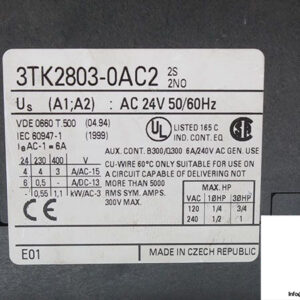 3TK2803-0AC2 2S
2NO
Us (A1;A2) : AC 24V 50/60Hz
VDE 0660 T.500 (04.94)
IEC 60947-1 (1999)
Ie AC-1 = 6A
UL LISTED 165 C
IND. CONT. EQ
AUX. CONT. B300/Q300 6A/240V AC GEN. USE
24 230 400 V
4 4 3 A/AC-15
6 0,5 - A/DC-13
- 0,55 1,1 kW/AC-3
CU-WIRE 60°C ONLY SUITABLE FOR USE IN
A CIRCUIT CAPABLE OF DELIVERING NOT
MORE THAN 5000
RMS SYM. AMPS.
300V MAX.
MAX. HP
VAC 1ØHP 3ØHP
120 1/4 3/4
240 1/2 1
E01
MADE IN CZECH REPUBLIC